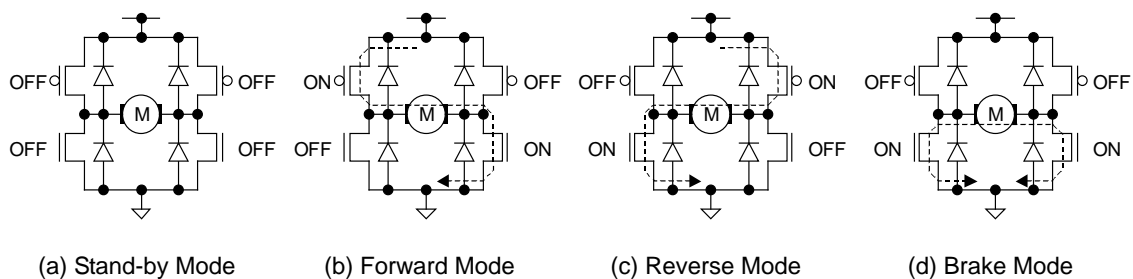 OFF OFF ON OFF OFF ON OFF OFF
M M M M
OFF OFF OFF ON ON OFF ON ON
(a) Stand-by Mode (b) Forward Mode (c) Reverse Mode (d) Brake Mode